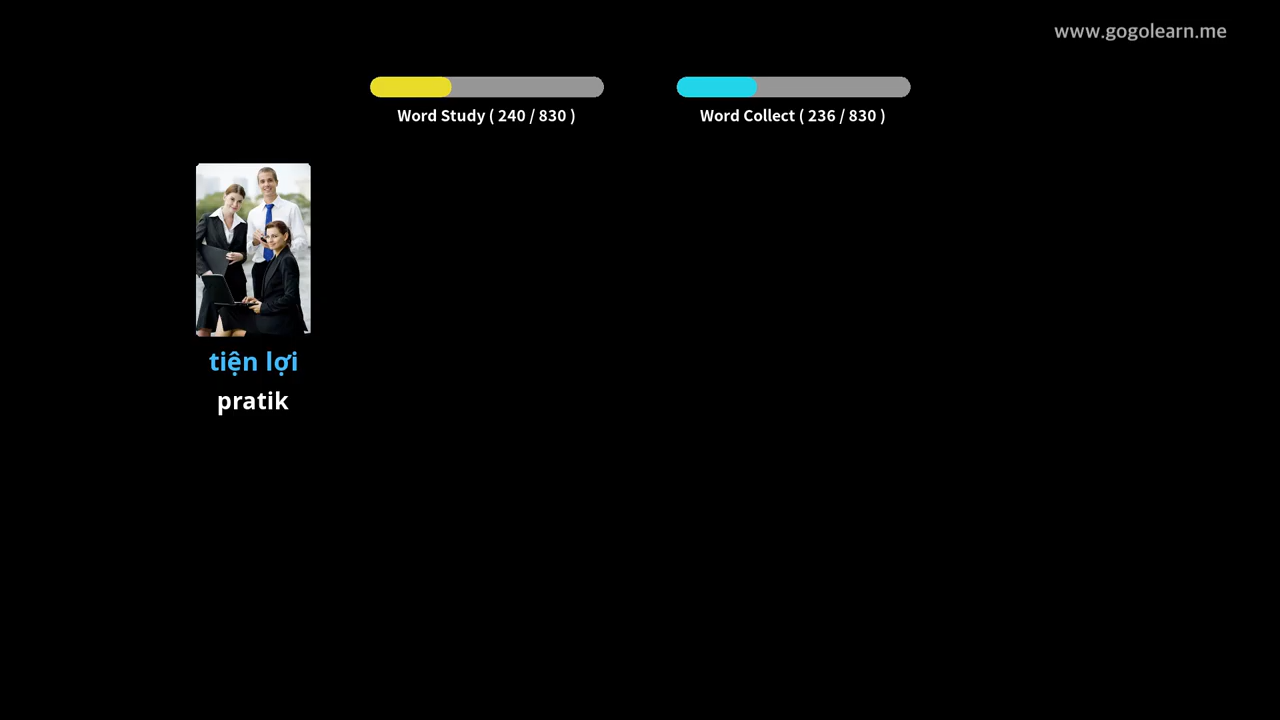 www.gogolearn.me
Word Study ( 240 / 830 )
Word Collect ( 236 / 830 )
tiện lợi
pratik